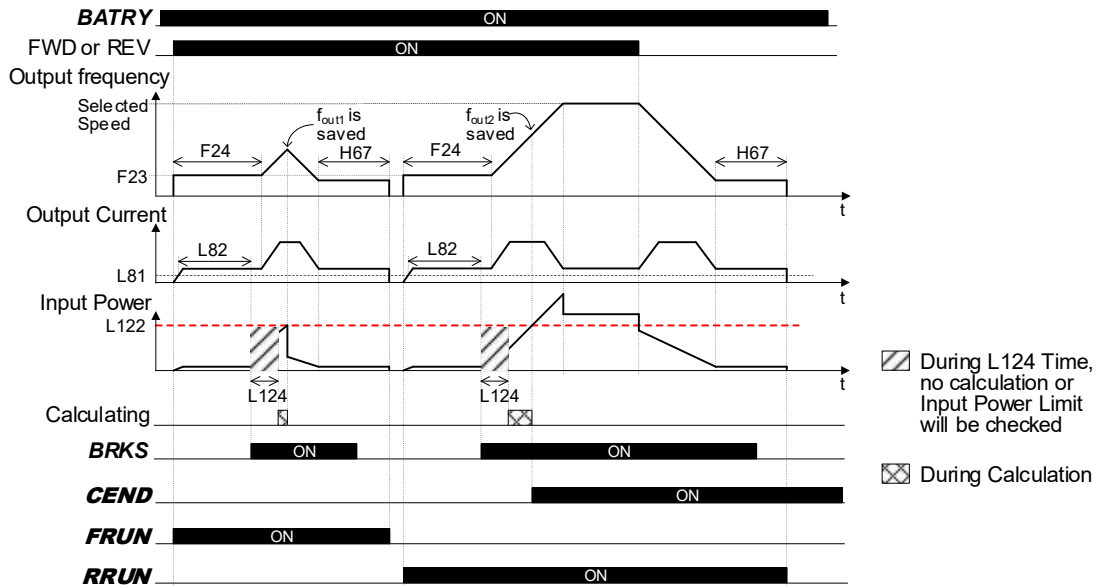 BATRY
ON
FWD or REV
ON
Output frequency
Selected
Speed
fout1 is
saved
fout2 is
saved
F24
H67
F24
H67
F23
t
Output Current
L82
L82
L81
t
Input Power
L122
t
L124
L124
During L124 Time,
no calculation or
Input Power Limit
will be checked
Calculating
BRKS
ON
ON
During Calculation
CEND
ON
FRUN
ON
RRUN
ON